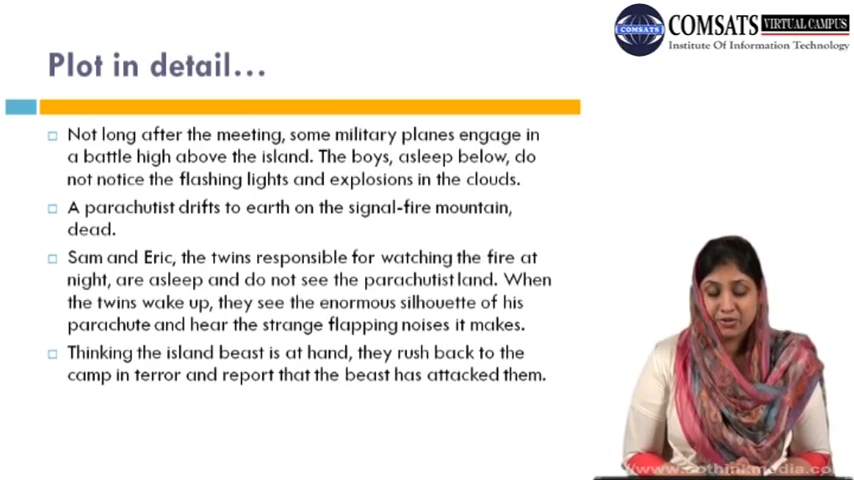 COMSATS VIRTUAL CAMPUS
COMSATS
Institute Of Information Technology
Plot in detail...
Not long after the meeting, some military planes engage in
a battle high above the island. The boys, asleep below, do
not notice the flashing lights and explosions in the clouds.
A parachutist drifts to earth on the signal-fire mountain,
dead.
Sam and Eric, the twins responsible for watching the fire at
night, are asleep and do not see the parachutist land. When
the twins wake up, they see the enormous silhouette of his
parachute and hear the strange flapping noises it makes.
Thinking the island beast is at hand, they rush back to the
camp in terror and report that the beast has attacked them.